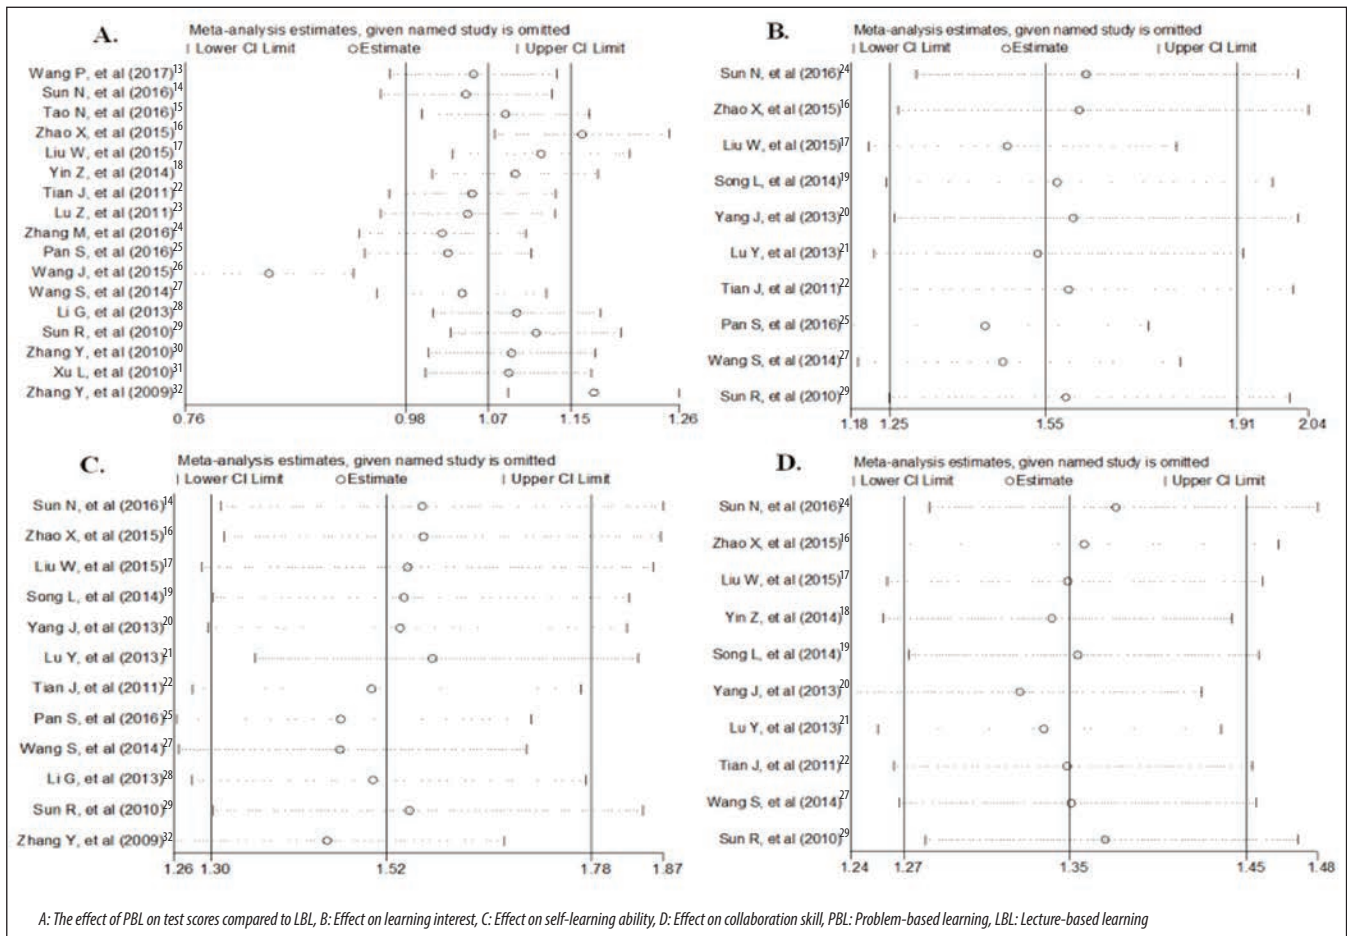 A.
Meta-analysis estimates, given named study is omitted
| Lower CI Limit ○Estimate | Upper CI Limit
Wang P, et al (2017)13
Sun N, et al (2016)14
Tao N, et al (2016)15
Zhao X, et al (2015)16
Liu W, et al (2015)17
Yin Z, et al (2014)18
Tian J, et al (2011)22
Lu Z, et al (2011)23
Zhang M, et al (2016)24
Pan S, et al (2016)25
Wang J, et al (2015)26
Wang S, et al (2014)27
Li G, et al (2013)28
Sun R, et al (2010)29
Zhang Y, et al (2010)30
Xu L, et al (2010)31
Zhang Y, et al (2009)32
0.76 0.98 1.07 1.15 1.26
B.
Meta-analysis estimates, given named study is omitted
| Lower CI Limit ○Estimate | Upper CI Limit
Sun N, et al (2016)24
Zhao X, et al (2015)16
Liu W, et al (2015)17
Song L, et al (2014)19
Yang J, et al (2013)20
Lu Y, et al (2013)21
Tian J, et al (2011)22
Pan S, et al (2016)25
Wang S, et al (2014)27
Sun R, et al (2010)29
1.18 1.25 1.55 1.91 2.04
C.
Meta-analysis estimates, given named study is omitted
| Lower CI Limit ○Estimate | Upper CI Limit
Sun N, et al (2016)14
Zhao X, et al (2015)16
Liu W, et al (2015)17
Song L, et al (2014)19
Yang J, et al (2013)20
Lu Y, et al (2013)21
Tian J, et al (2011)22
Pan S, et al (2016)25
Wang S, et al (2014)27
Li G, et al (2013)28
Sun R, et al (2010)29
Zhang Y, et al (2009)32
1.26 1.30 1.52 1.78 1.87
D.
Meta-analysis estimates, given named study is omitted
| Lower CI Limit ○Estimate | Upper CI Limit
Sun N, et al (2016)24
Zhao X, et al (2015)16
Liu W, et al (2015)17
Yin Z, et al (2014)18
Song L, et al (2014)19
Yang J, et al (2013)20
Lu Y, et al (2013)21
Tian J, et al (2011)22
Wang S, et al (2014)27
Sun R, et al (2010)29
1.24 1.27 1.35 1.45 1.48
A: The effect of PBL on test scores compared to LBL, B: Effect on learning interest, C: Effect on self-learning ability, D: Effect on collaboration skill, PBL: Problem-based learning, LBL: Lecture-based learning